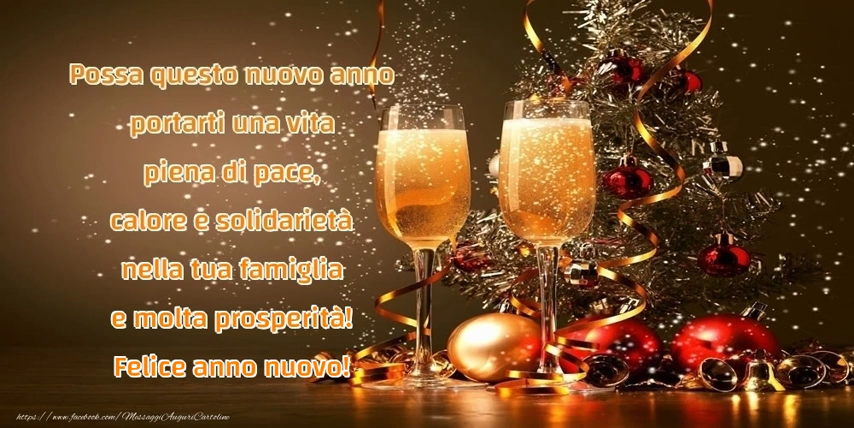 Possa questo nuovo anno
portarti una vita
piena di pace,
calore e solidarietà
nella tua famiglia
e molta prosperità!
Felice anno nuovo!
https://www.facebook.com/MessaggiAuguriCartoline